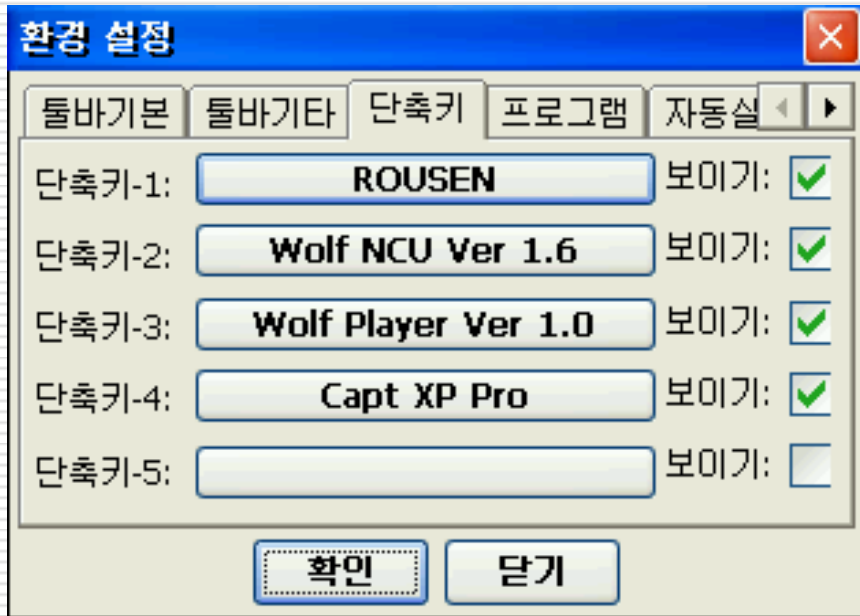 환경 설정
툴바기본 툴바기타 단축키 프로그램 자동실
단축키-1: ROUSEN 보이기:
단축키-2: Wolf NCU Ver 1.6 보이기:
단축키-3: Wolf Player Ver 1.0 보이기:
단축키-4: Capt XP Pro 보이기:
단축키-5: 보이기:
확인 닫기